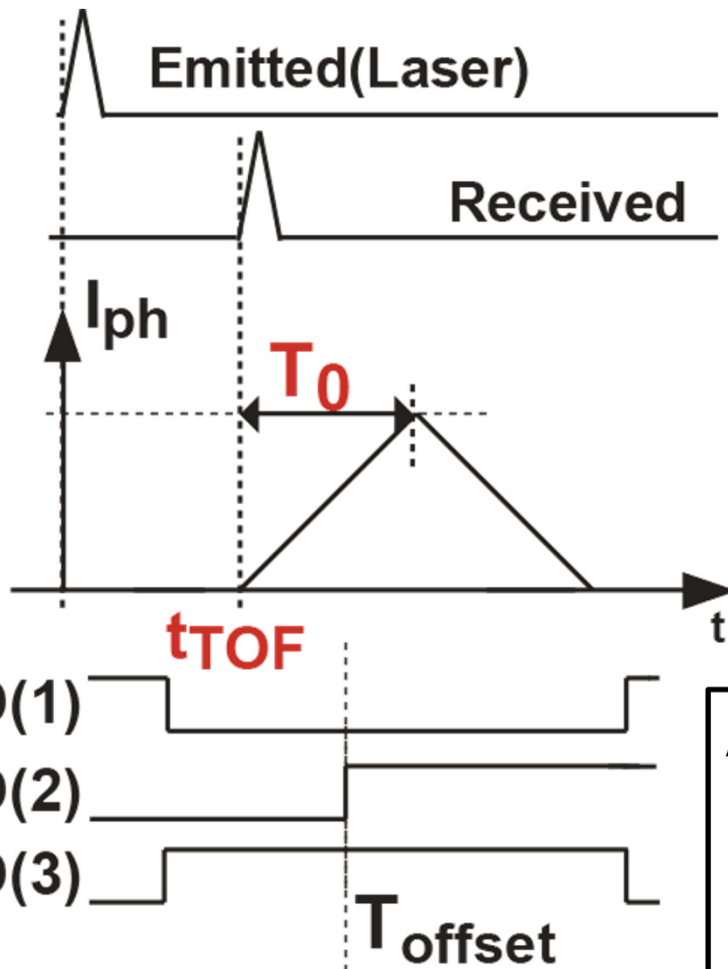 Emitted(Laser)
Received
Iph
T0
tTOF
t
(1)
(2)
(3)
Toffset